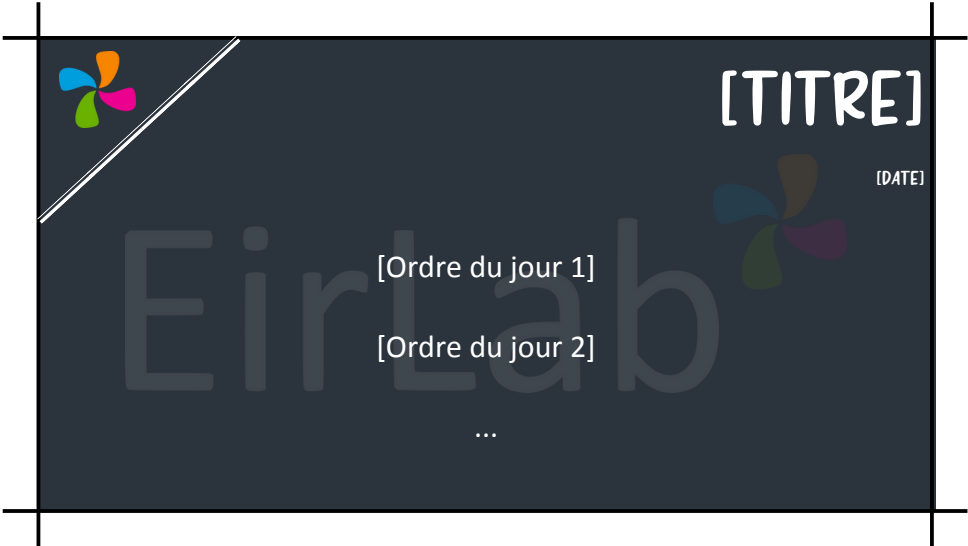 [TITRE]
[DATE]
EirLab
[Ordre du jour 1]
[Ordre du jour 2]
...